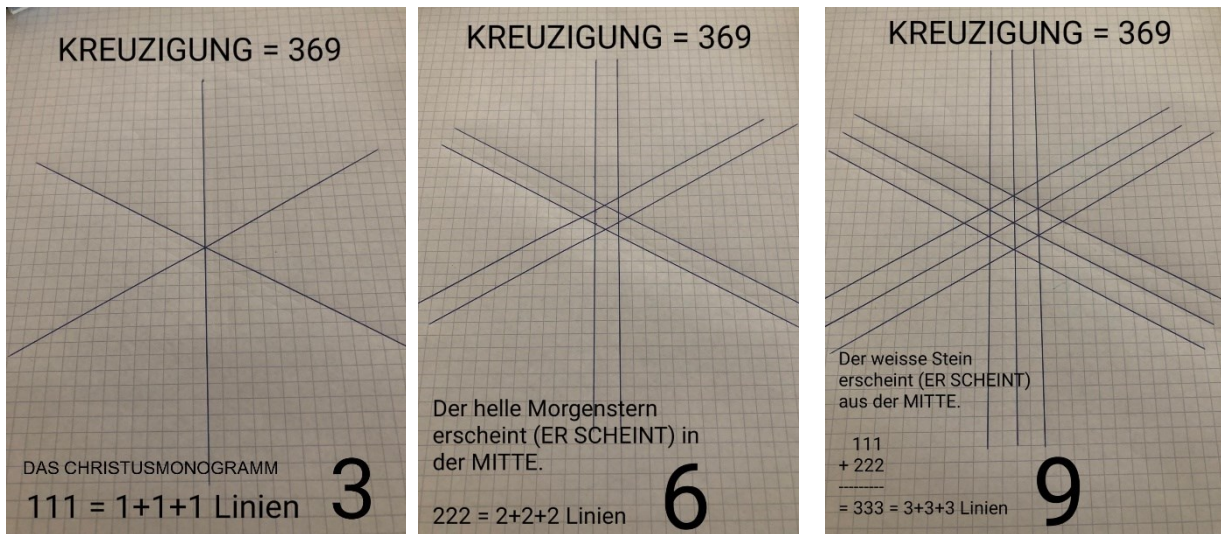 KREUZIGUNG = 369
DAS CHRISTUSMONOGRAMM
111 = 1+1+1 Linien
3
KREUZIGUNG = 369
Der helle Morgenstern
erscheint (ER SCHEINT) in
der MITTE.
222 = 2+2+2 Linien
6
KREUZIGUNG = 369
Der weisse Stein
erscheint (ER SCHEINT)
aus der MITTE.
111
+ 222
---------
= 333 = 3+3+3 Linien
9